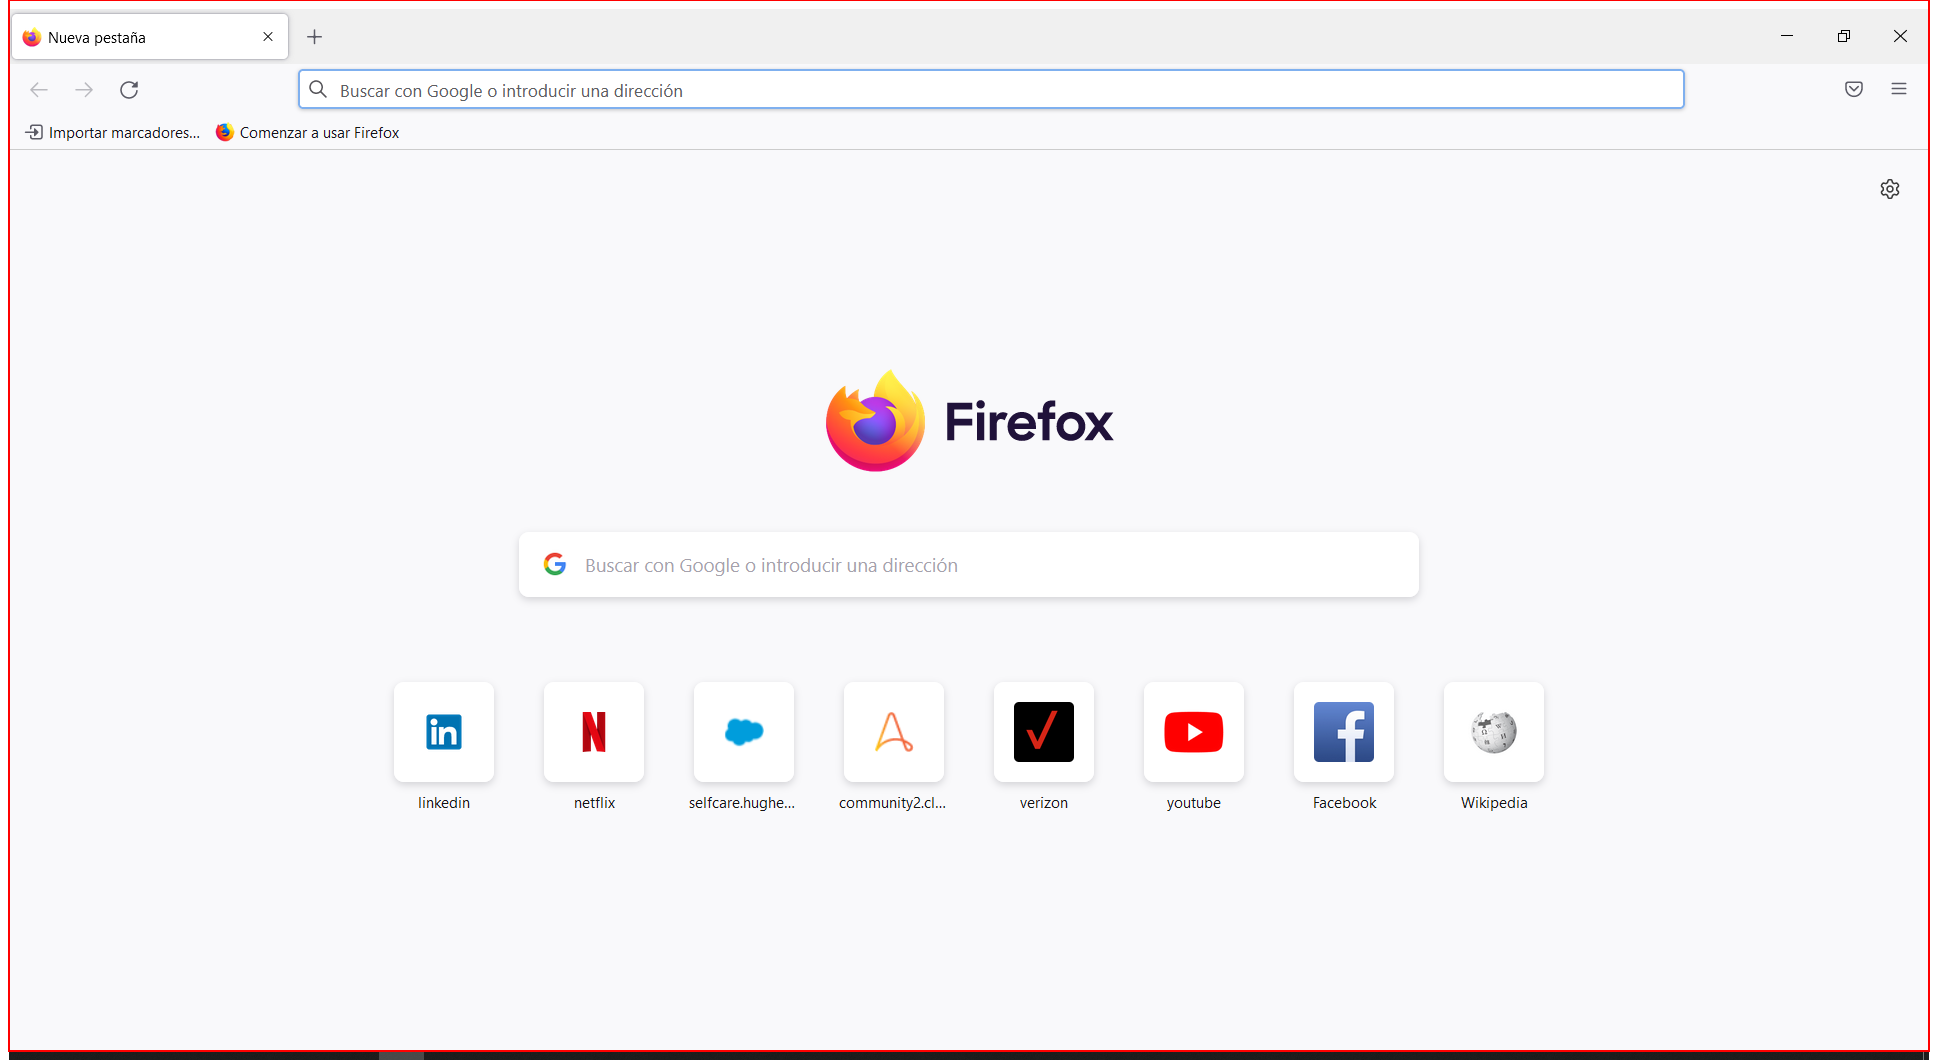 Nueva pestaña
Buscar con Google o introducir una dirección
Importar marcadores... Comenzar a usar Firefox
Firefox
Buscar con Google o introducir una dirección
linkedin netflix selfcare.hughe... community2.cl... verizon youtube Facebook Wikipedia